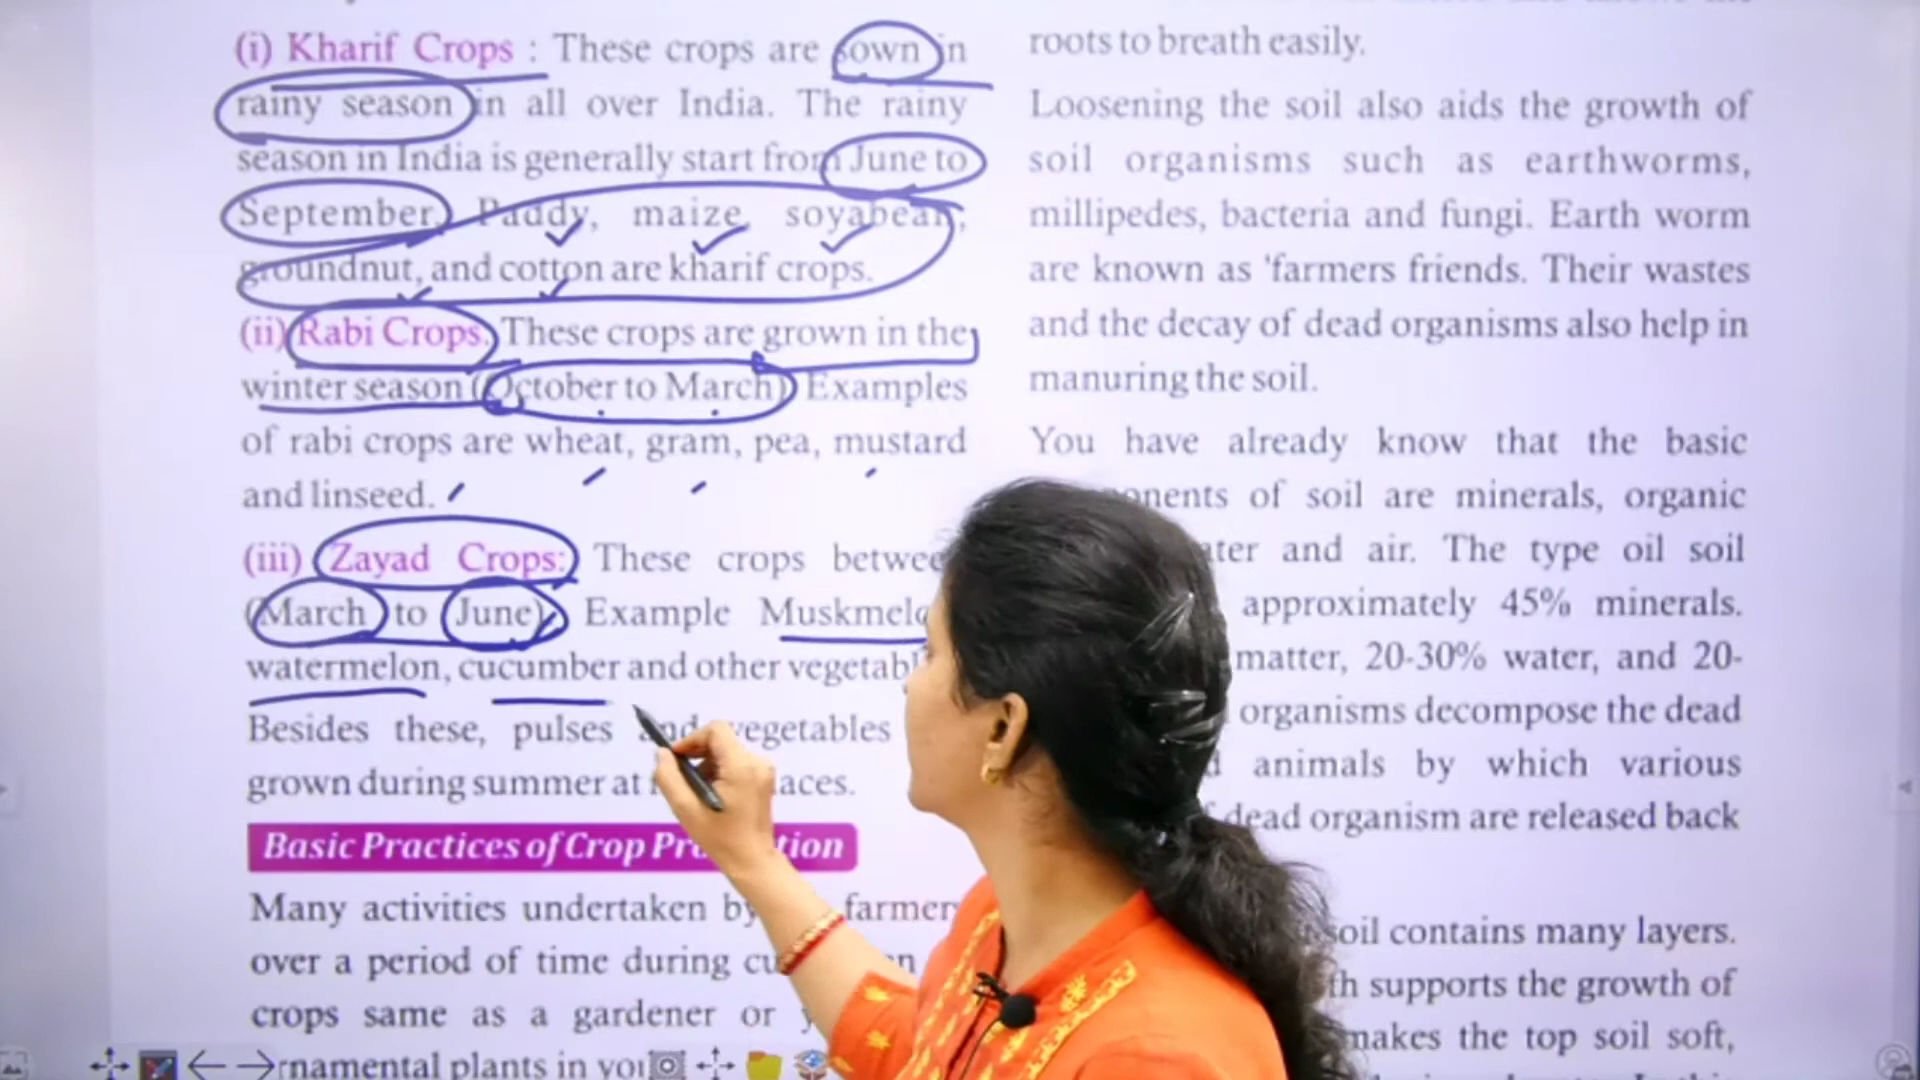 (i) Kharif Crops : These crops are sown in
rainy season in all over India. The rainy
season in India is generally start from June to
September. Paddy, maize, soyabean,
groundnut, and cotton are kharif crops.
(ii) Rabi Crops: These crops are grown in the
winter season (October to March) Examples
of rabi crops are wheat, gram, pea, mustard
and linseed.
(iii) Zayad Crops: These crops
(March to June). Example
watermelon, cucumber and other
Besides these, pulses and vegetables
grown during summer at
Basic Practices of Crop
Many activities undertaken by
over a period of time during
crops same as a gardener or
plants in
roots to breath easily.
Loosening the soil also aids the growth of
soil organisms such as earthworms,
millipedes, bacteria and fungi. Earth worm
are known as 'farmers friends. Their wastes
and the decay of dead organisms also help in
manuring the soil.
You have already know that the basic
of soil are minerals, organic
and air. The type oil soil
approximately 45% minerals.
matter, 20-30% water, and 20-
organisms decompose the dead
animals by which various
dead organism are released back
soil contains many layers.
supports the growth of
makes the top soil soft,